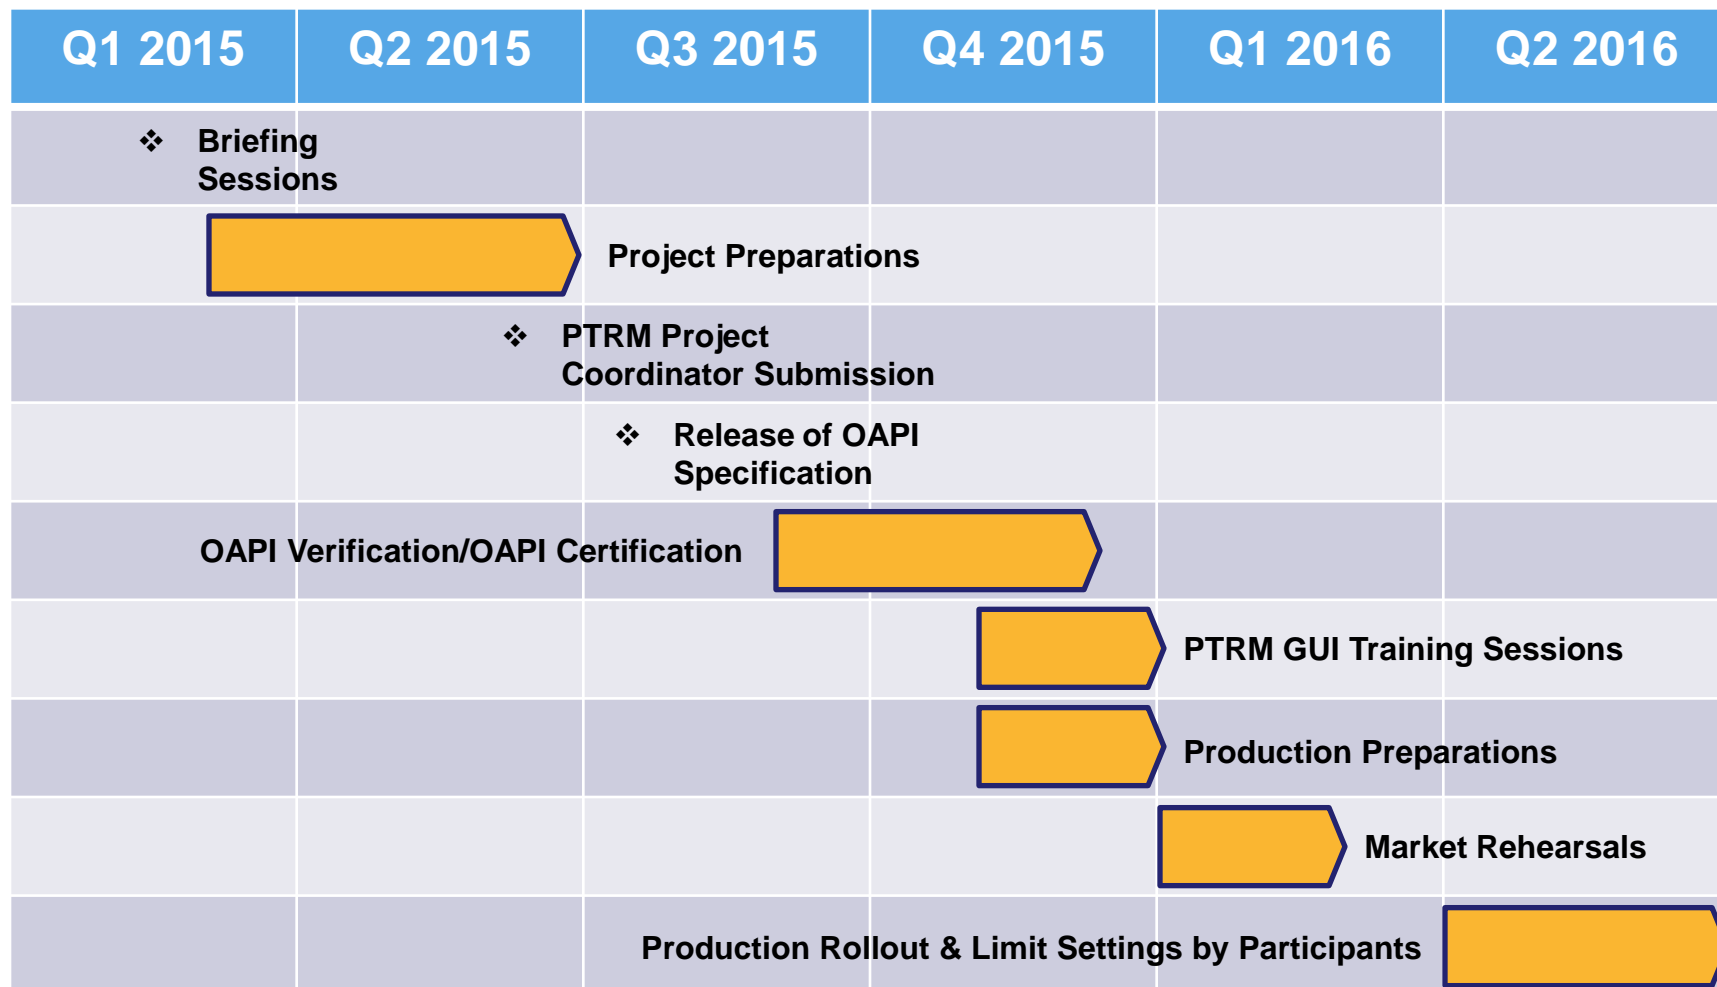 Q1 2015 Q2 2015 Q3 2015 Q4 2015 Q1 2016 Q2 2016
❖ Briefing
Sessions
Project Preparations
❖ PTRM Project
Coordinator Submission
❖ Release of OAPI
Specification
OAPI Verification/OAPI Certification
PTRM GUI Training Sessions
Production Preparations
Market Rehearsals
Production Rollout & Limit Settings by Participants